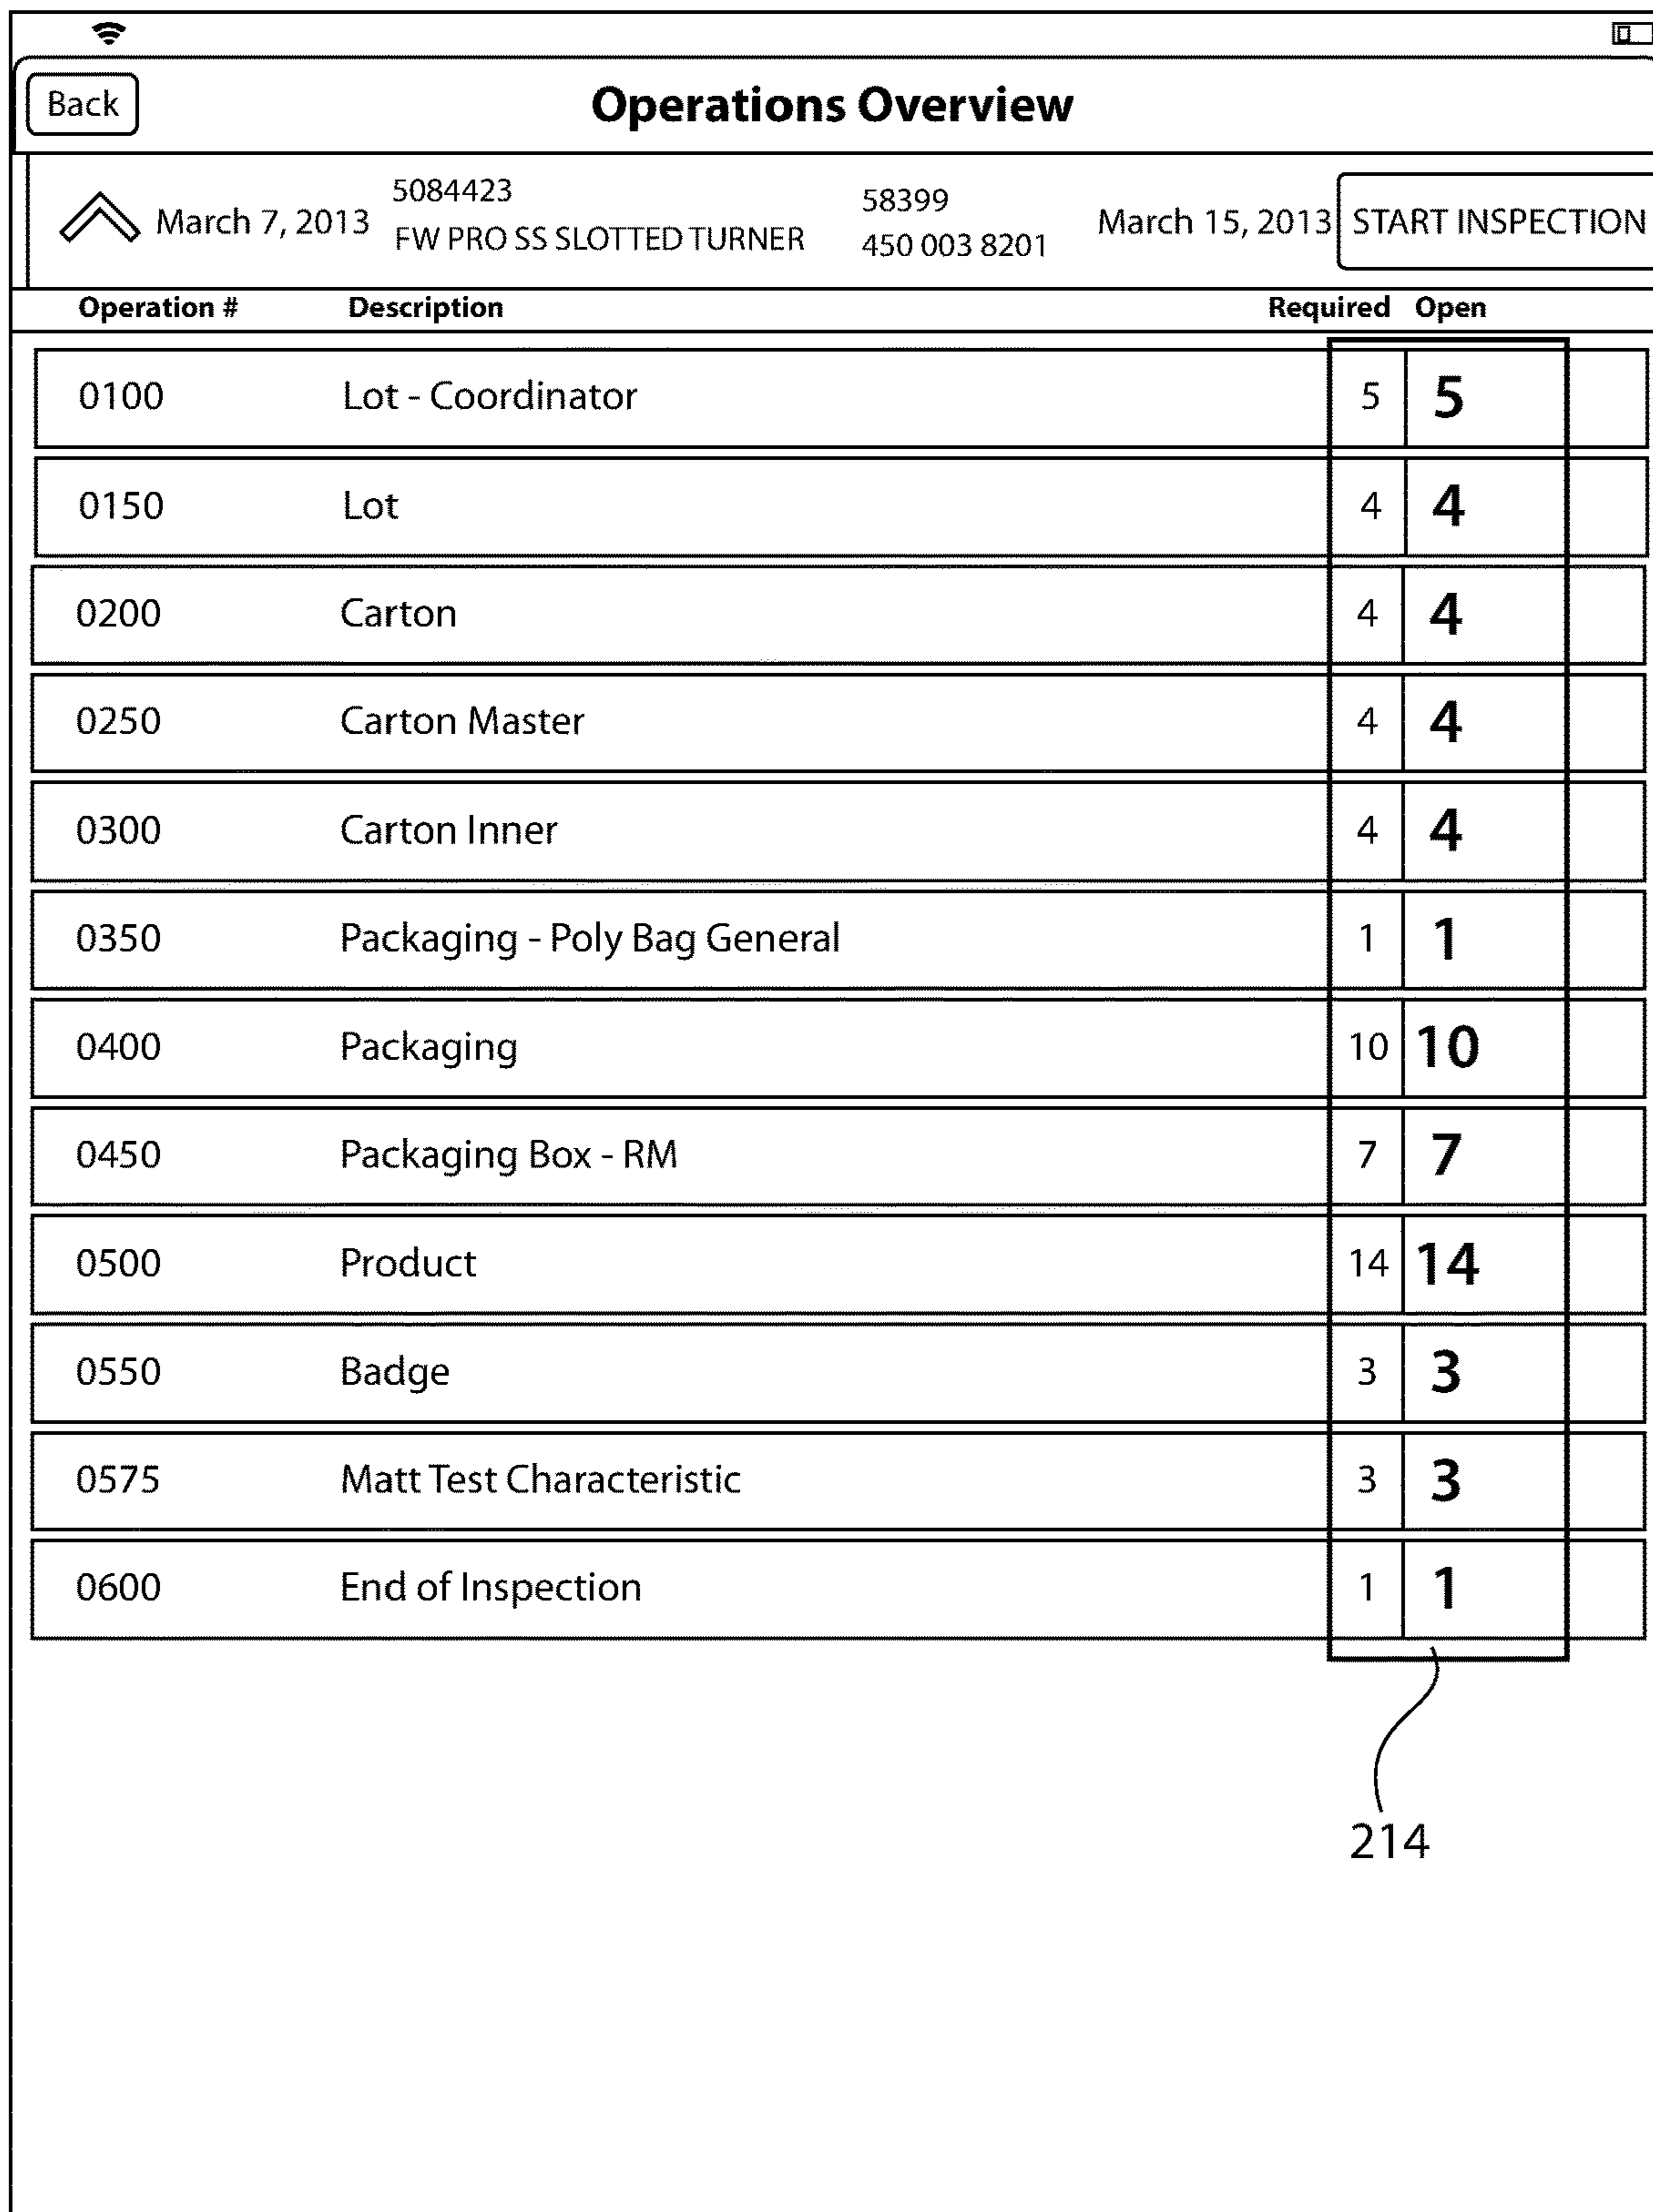 Back Operations Overview
March 7, 2013 5084423 58399 March 15, 2013 START INSPECTION
FW PRO SS SLOTTED TURNER 450 003 8201
Operation # Description Required Open
0100 Lot - Coordinator 5 5
0150 Lot 4 4
0200 Carton 4 4
0250 Carton Master 4 4
0300 Carton Inner 4 4
0350 Packaging - Poly Bag General 1 1
0400 Packaging 10 10
0450 Packaging Box - RM 7 7
0500 Product 14 14
0550 Badge 3 3
0575 Matt Test Characteristic 3 3
0600 End of Inspection 1 1
214